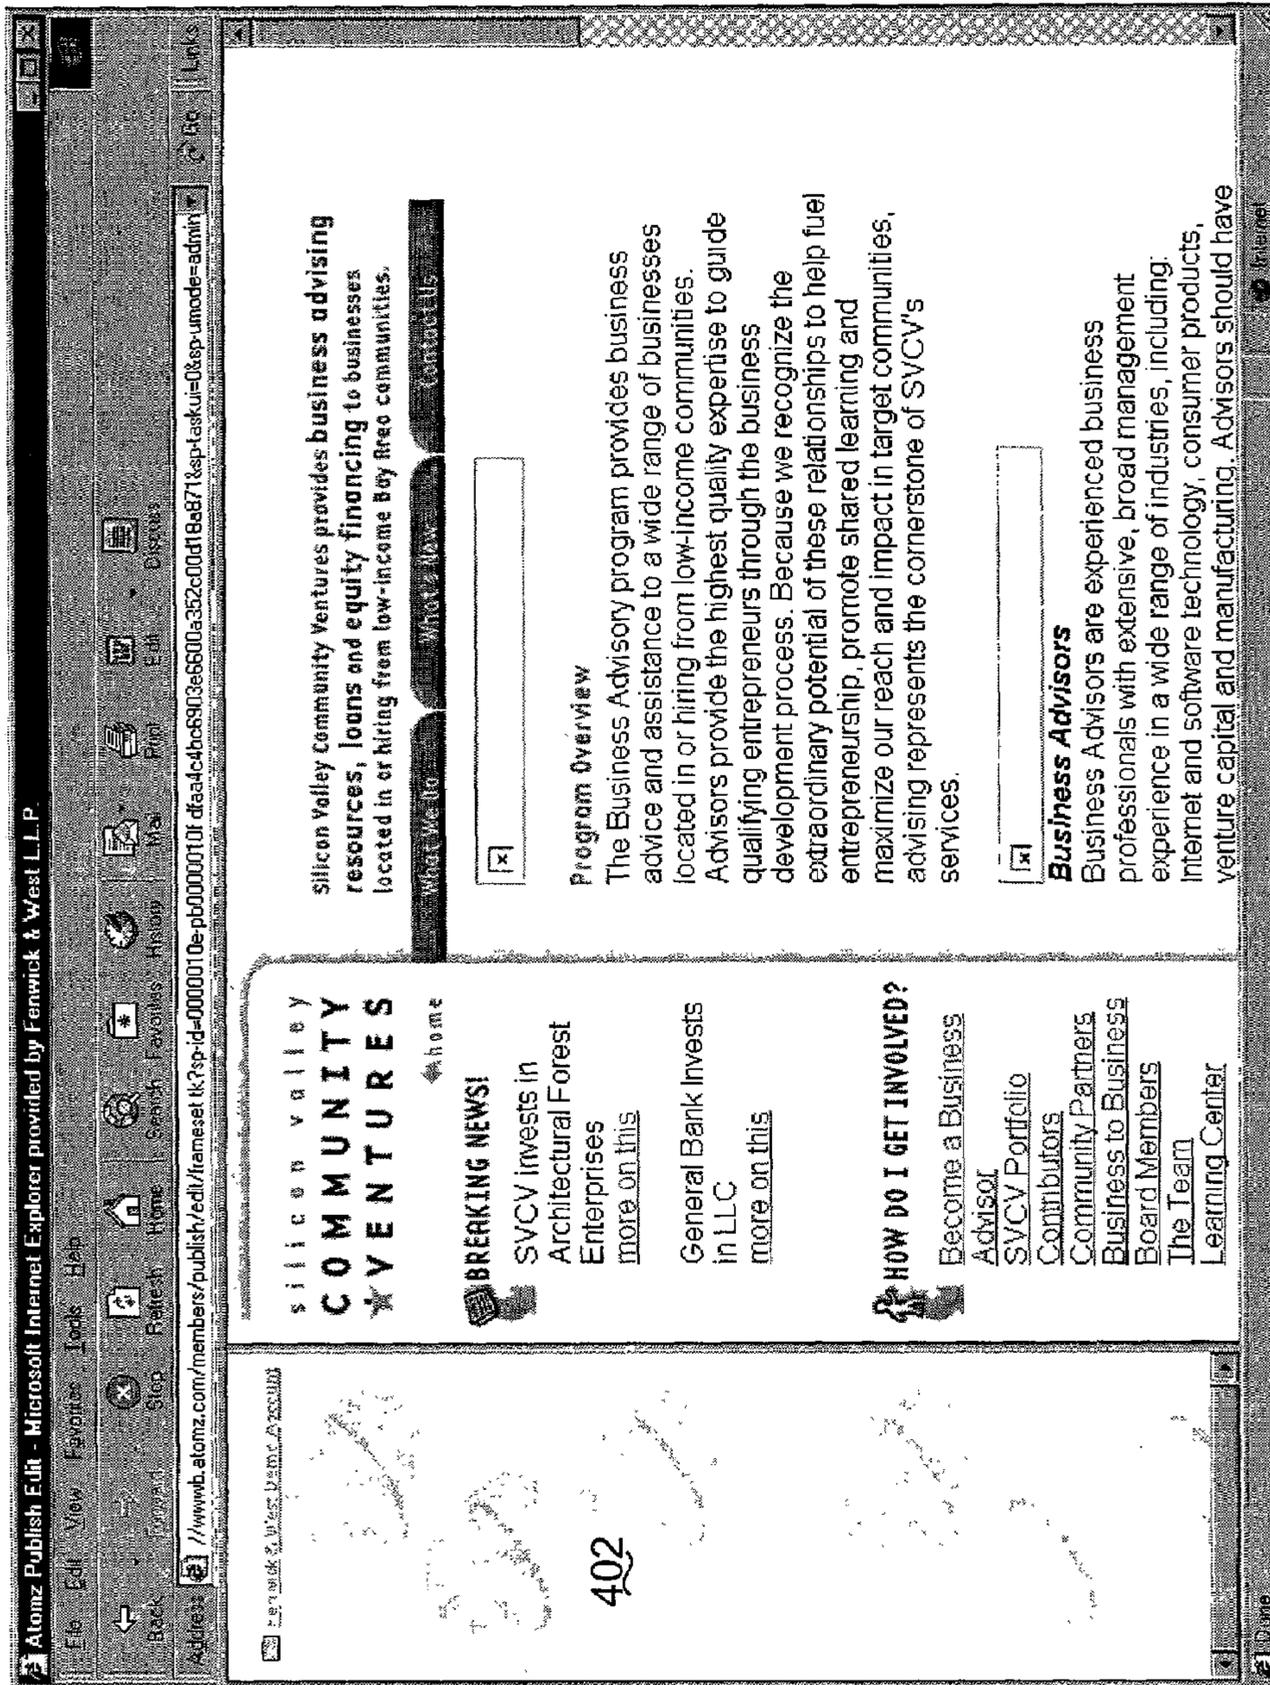 Atomz Publish Edit - Microsoft Internet Explorer provided by Fenwick & West L.L.P.
File Edit View Favorites Tools Help
Back Forward Stop Refresh Home Search Favorites History Mail Print Edit Discuss
Address //wwwb.atomz.com/members/publish/edit/frameset.tk?sp-id= Go Links
402
silicon valley
COMMUNITY
VENTURES
home
BREAKING NEWS!
SVCV Invests in
Architectural Forest
Enterprises
more on this
General Bank Invests
in LLC
more on this
HOW DO I GET INVOLVED?
Become a Business
Advisor
SVCV Portfolio
Contributors
Community Partners
Business to Business
Board Members
The Team
Learning Center
Silicon Valley Community Ventures provides business advising
resources, loans and equity financing to businesses
located in or hiring from low-income Bay Area communities.
What We Do What's New Contact Us
Program Overview
The Business Advisory program provides business
advice and assistance to a wide range of businesses
located in or hiring from low-income communities.
Advisors provide the highest quality expertise to guide
qualifying entrepreneurs through the business
development process. Because we recognize the
extraordinary potential of these relationships to help fuel
entrepreneurship, promote shared learning and
maximize our reach and impact in target communities,
advising represents the cornerstone of SVCV's
services.
Business Advisors
Business Advisors are experienced business
professionals with extensive, broad management
experience in a wide range of industries, including:
Internet and software technology, consumer products,
venture capital and manufacturing. Advisors should have
Done Internet